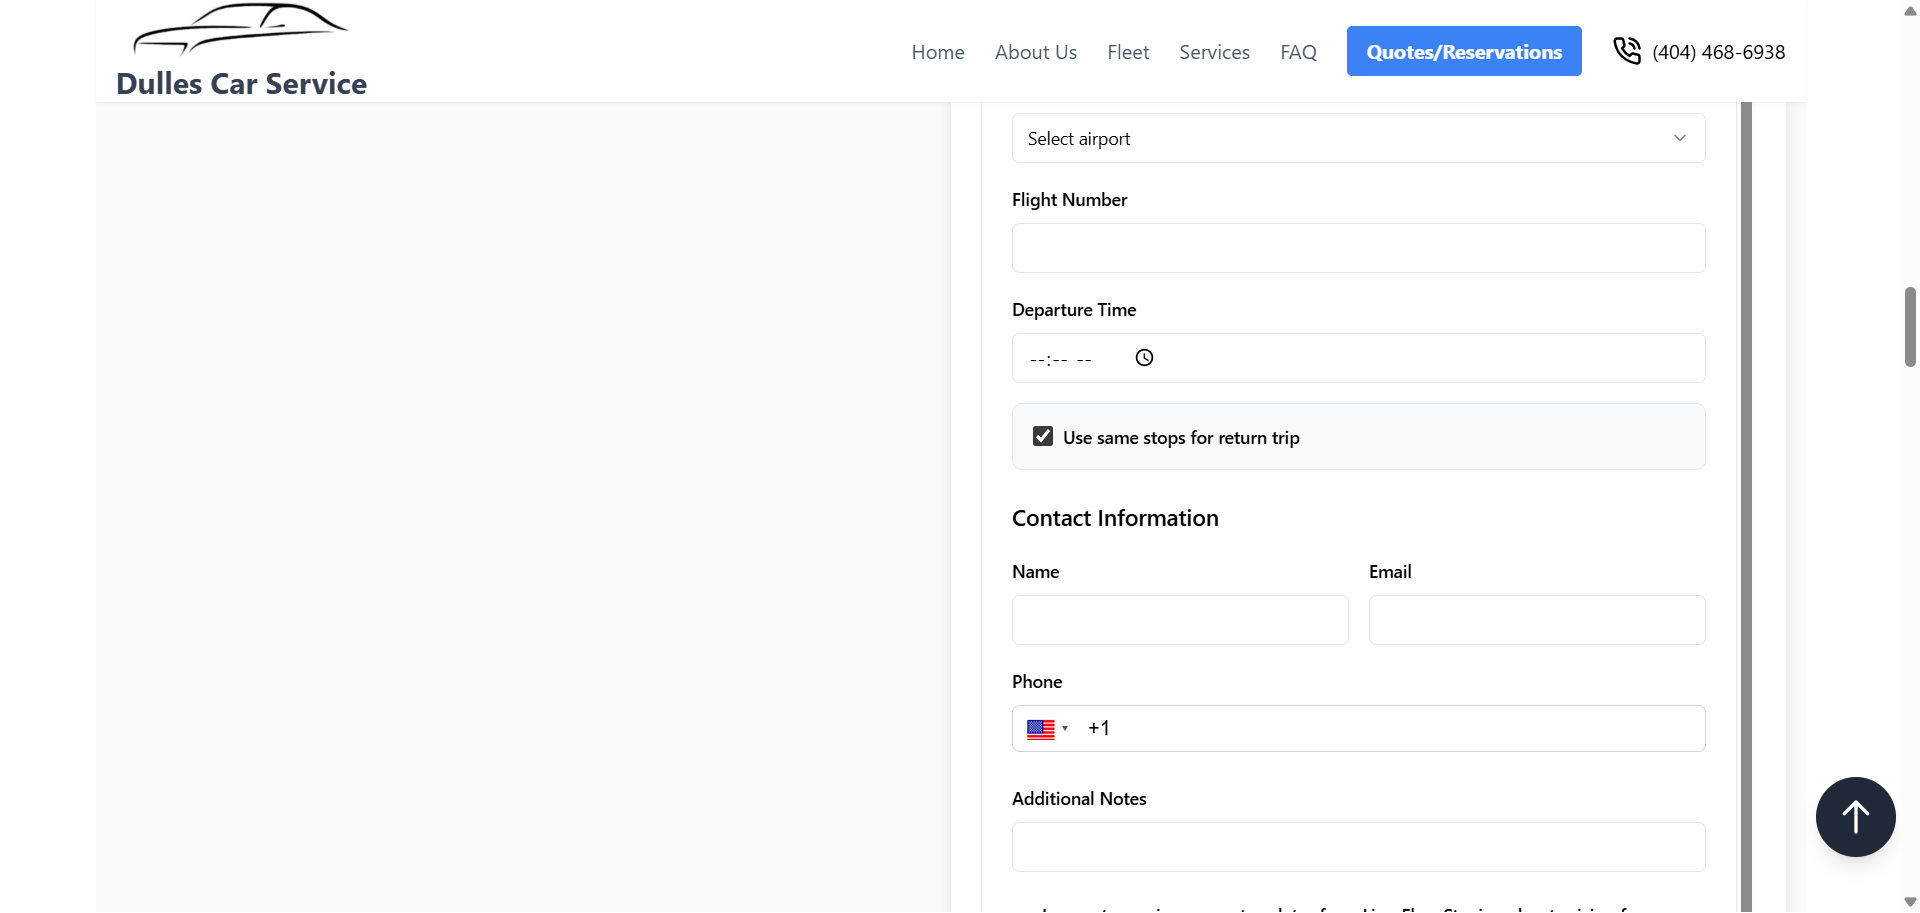 Dulles Car Service
Home About Us Fleet Services FAQ Quotes/Reservations (404) 468-6938
Select airport
Flight Number
Departure Time
--:-- --
Use same stops for return trip
Contact Information
Name Email
Phone
+1
Additional Notes